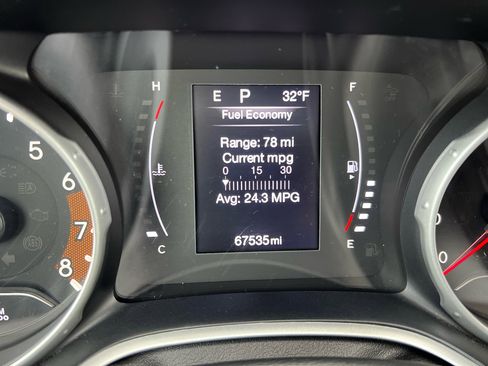 H
E P 32°F
F
Fuel Economy
Range: 78 mi
Current mpg
0 15 30
Avg: 24.3 MPG
67535mi
C
E
5
6
7
8
0